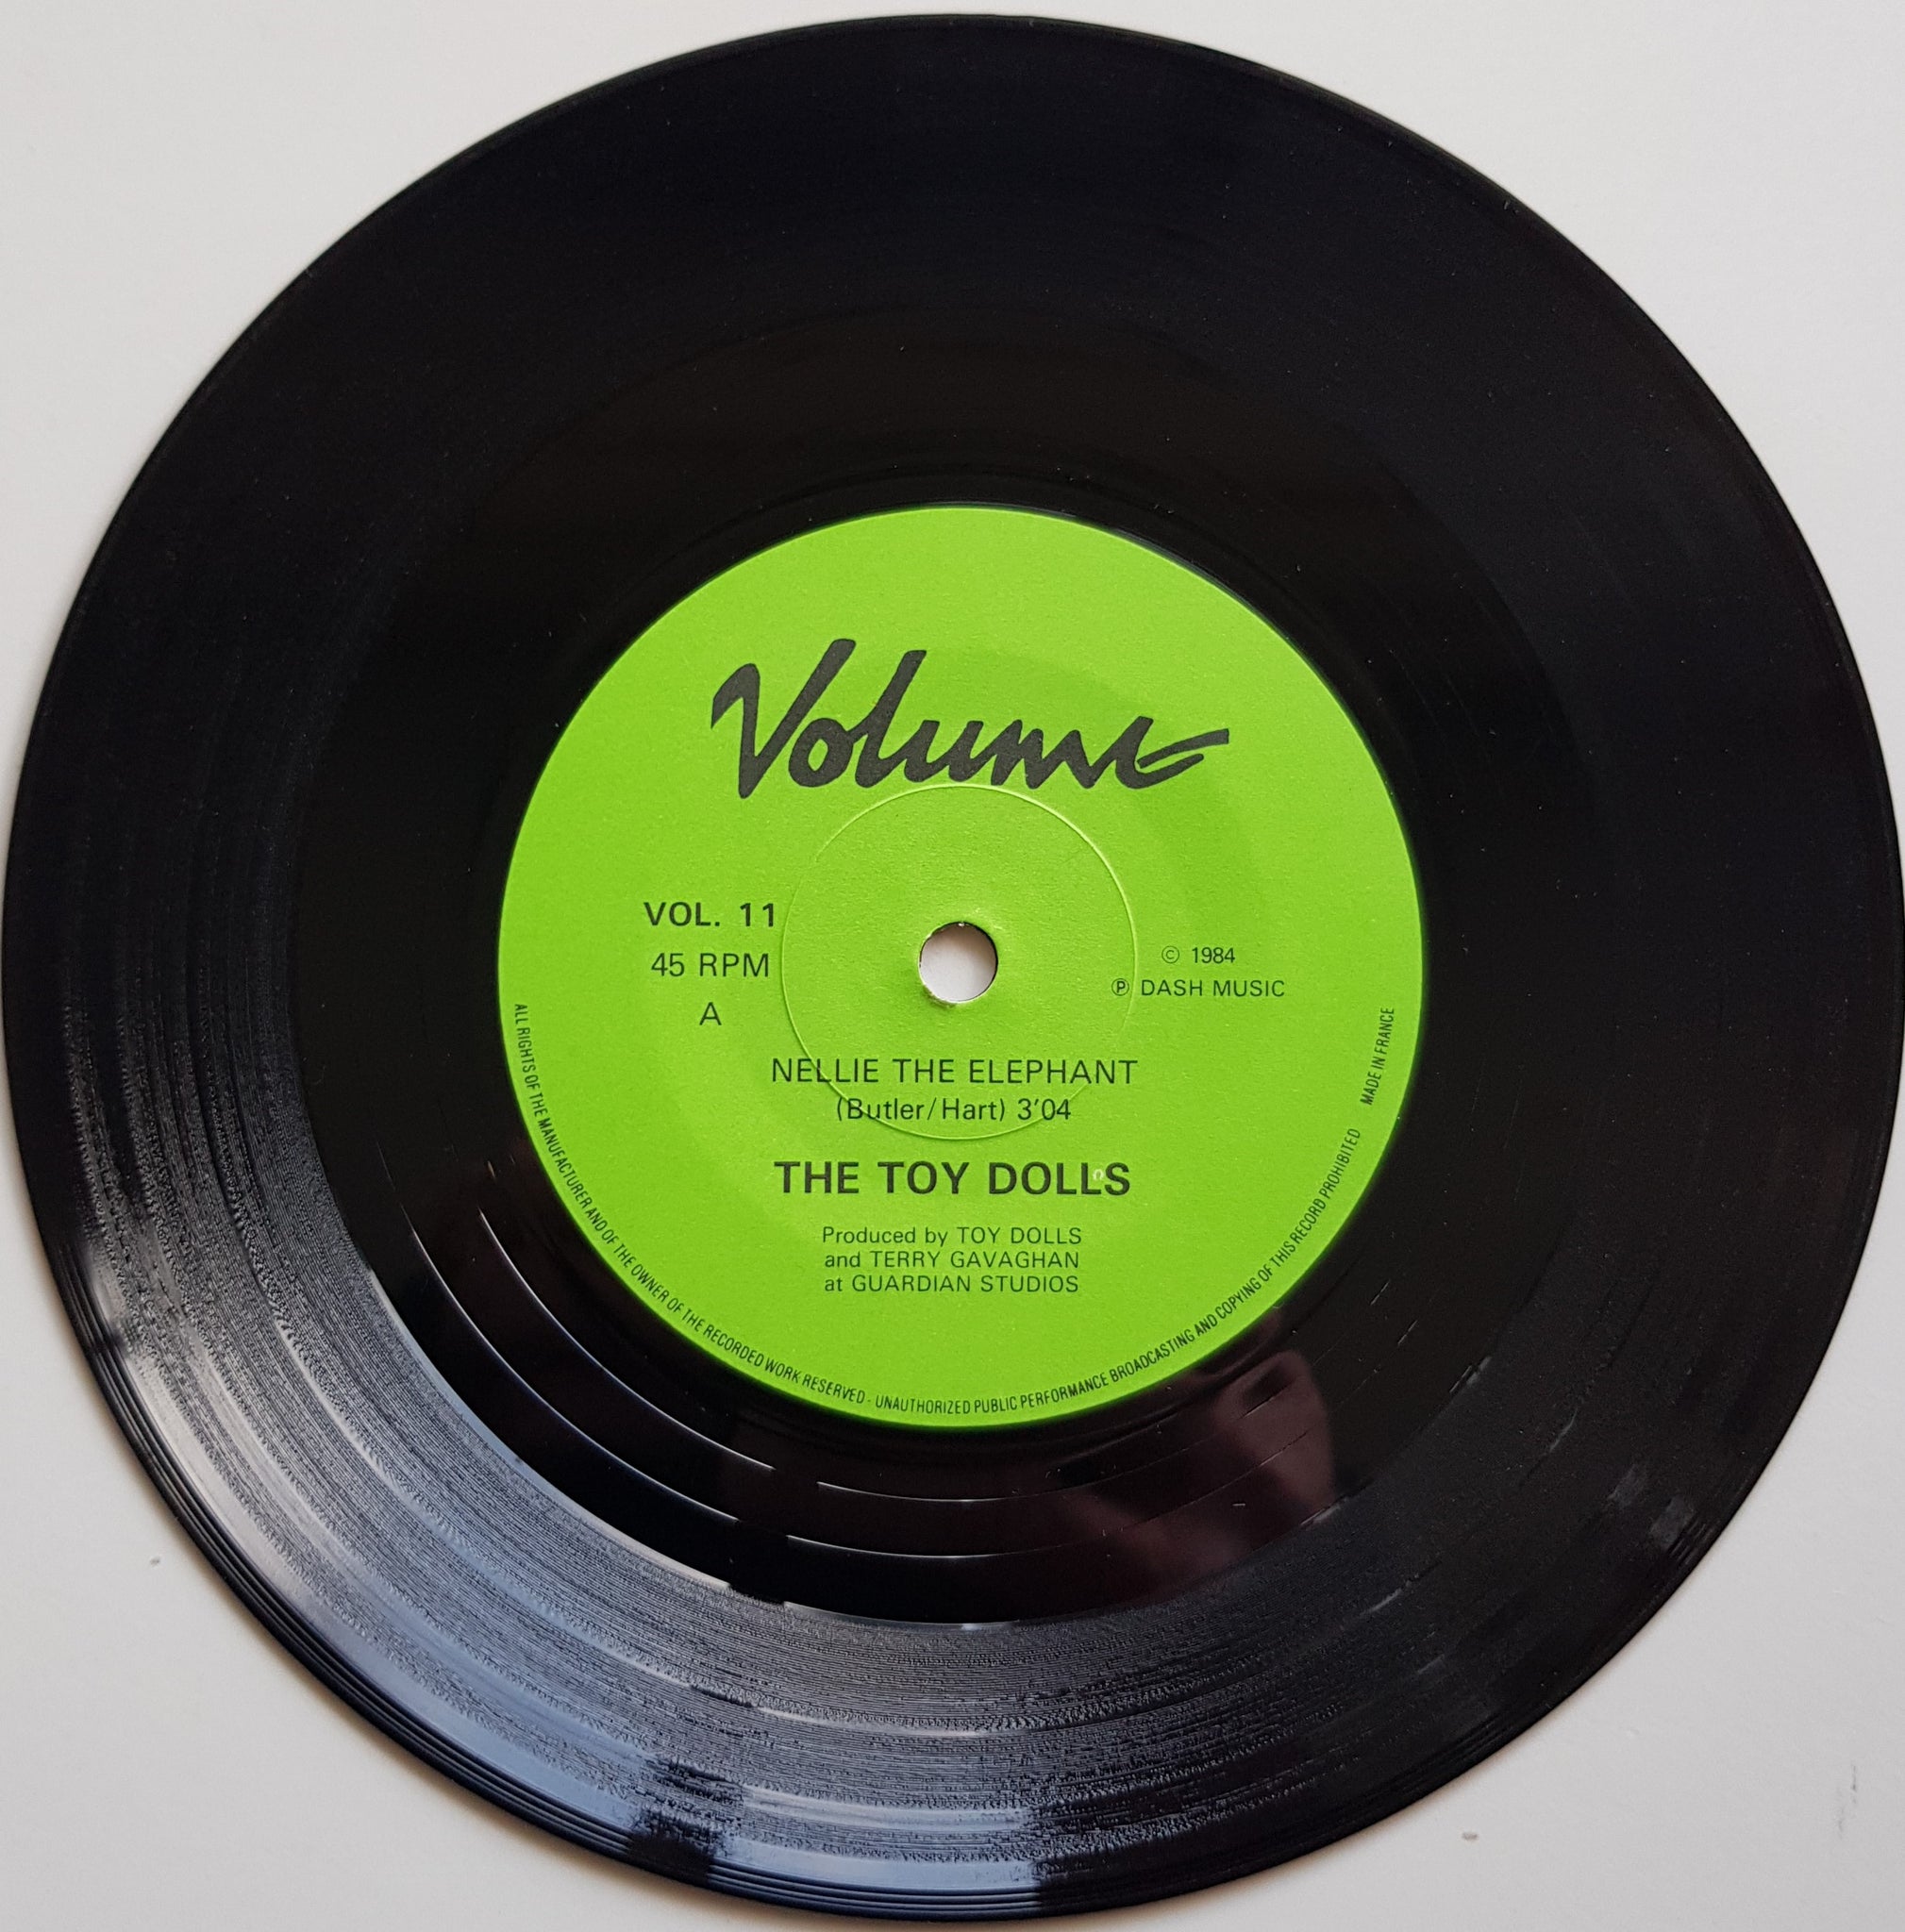 Volume
VOL. 11
45 RPM
A
© 1984
℗ DASH MUSIC
NELLIE THE ELEPHANT
(Butler/Hart) 3'04
THE TOY DOLLS
Produced by TOY DOLLS
and TERRY GAVAGHAN
at GUARDIAN STUDIOS
ALL RIGHTS OF THE MANUFACTURER AND OF THE OWNER OF THE RECORDED WORK RESERVED - UNAUTHORIZED PUBLIC PERFORMANCE BROADCASTING AND COPYING OF THIS RECORD PROHIBITED MADE IN FRANCE